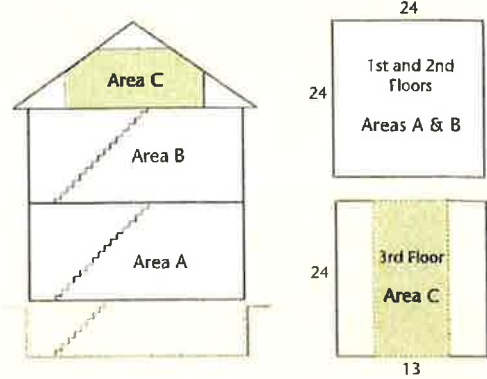 Area C
Area B
Area A
24
24
1st and 2nd
Floors
Areas A & B
24
3rd Floor
Area C
13